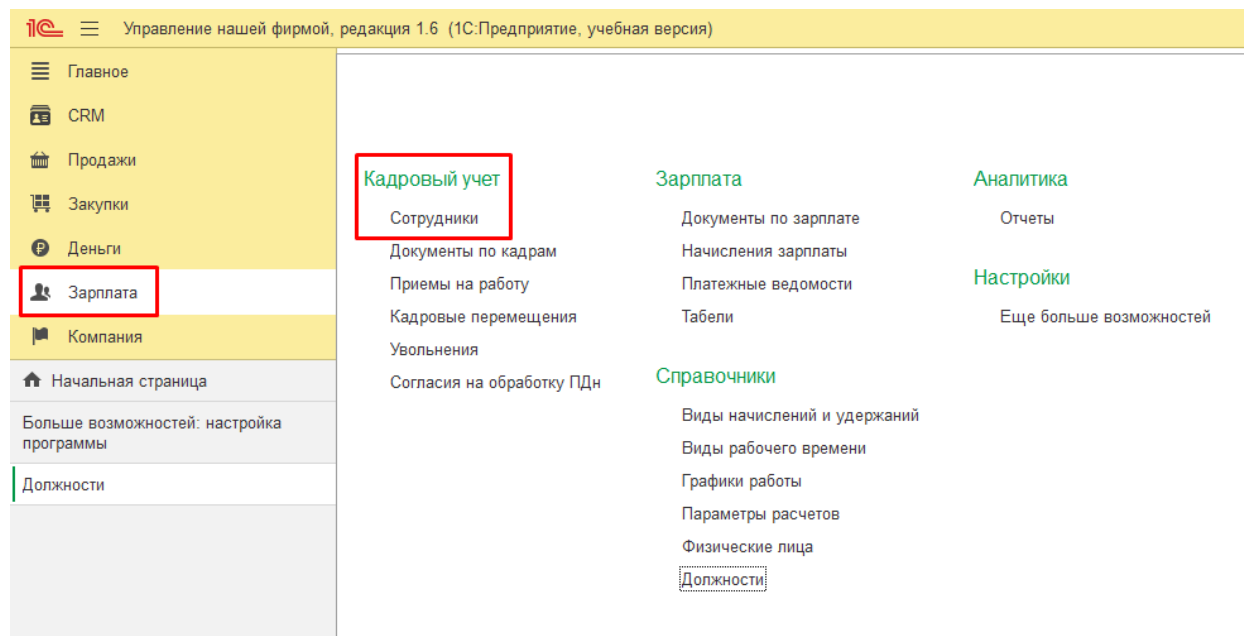 1С Управление нашей фирмой, редакция 1.6 (1С:Предприятие, учебная версия)
Главное
CRM
Продажи
Закупки
Деньги
Зарплата
Компания
Начальная страница
Больше возможностей: настройка
программы
Должности
Кадровый учет
Сотрудники
Документы по кадрам
Приемы на работу
Кадровые перемещения
Увольнения
Согласия на обработку ПДн
Зарплата
Документы по зарплате
Начисления зарплаты
Платежные ведомости
Табели
Справочники
Виды начислений и удержаний
Виды рабочего времени
Графики работы
Параметры расчетов
Физические лица
Должности
Аналитика
Отчеты
Настройки
Еще больше возможностей